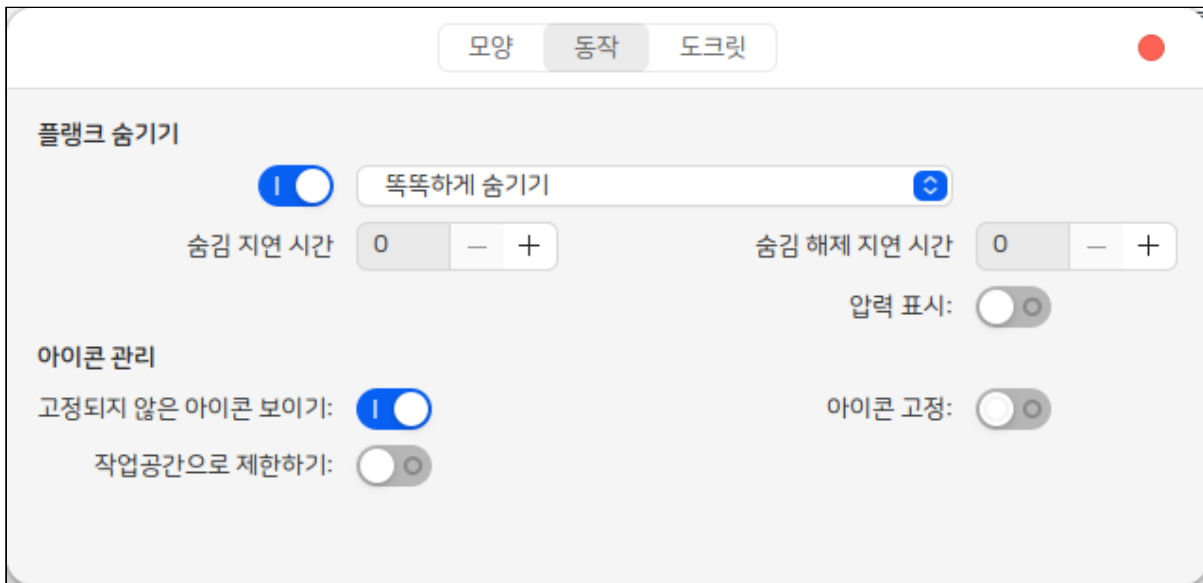 모양 동작 도크릿
플랭크 숨기기
똑똑하게 숨기기
숨김 지연 시간 0 − + 숨김 해제 지연 시간 0 − +
압력 표시:
아이콘 관리
고정되지 않은 아이콘 보이기: 아이콘 고정:
작업공간으로 제한하기: